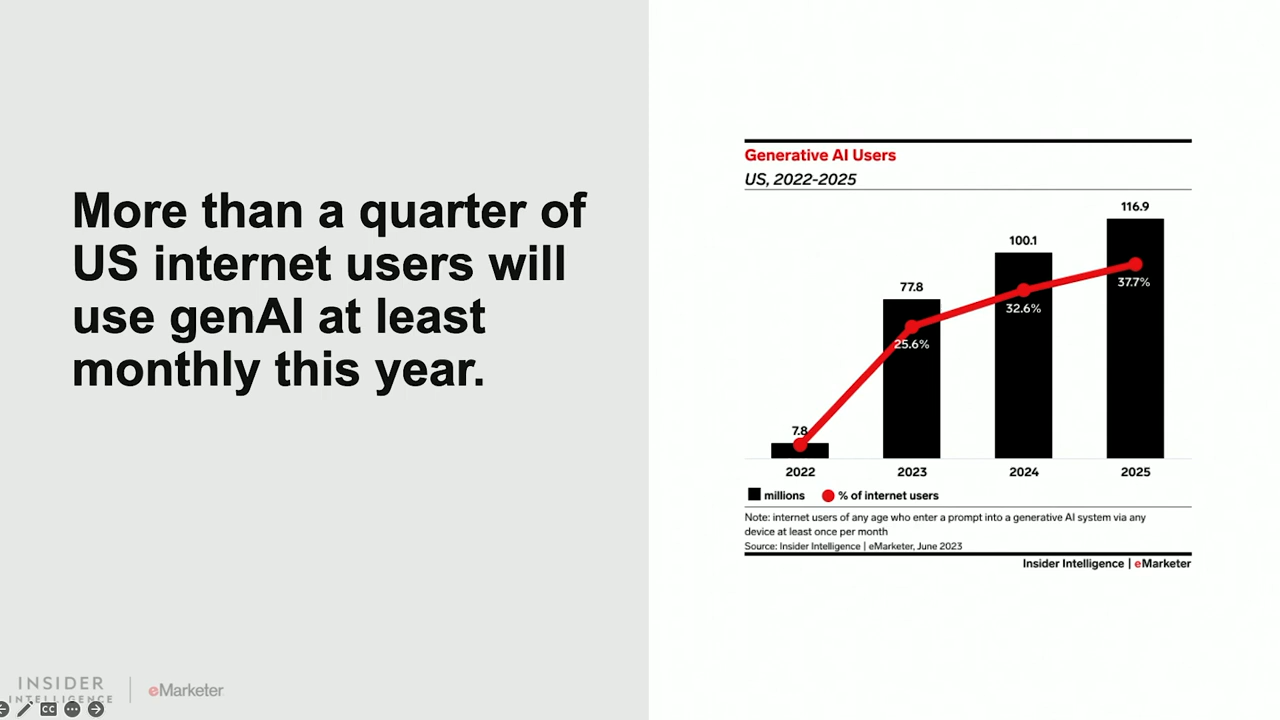 More than a quarter of
US internet users will
use genAI at least
monthly this year.
Generative AI Users
US, 2022-2025
116.9
100.1
77.8
37.7%
32.6%
25.6%
7.8
2022 2023 2024 2025
millions % of internet users
Note: internet users of any age who enter a prompt into a generative AI system via any
device at least once per month
Source: Insider Intelligence | eMarketer, June 2023
Insider Intelligence | eMarketer
INSIDER
INTELLIGENCE | eMarketer
CC